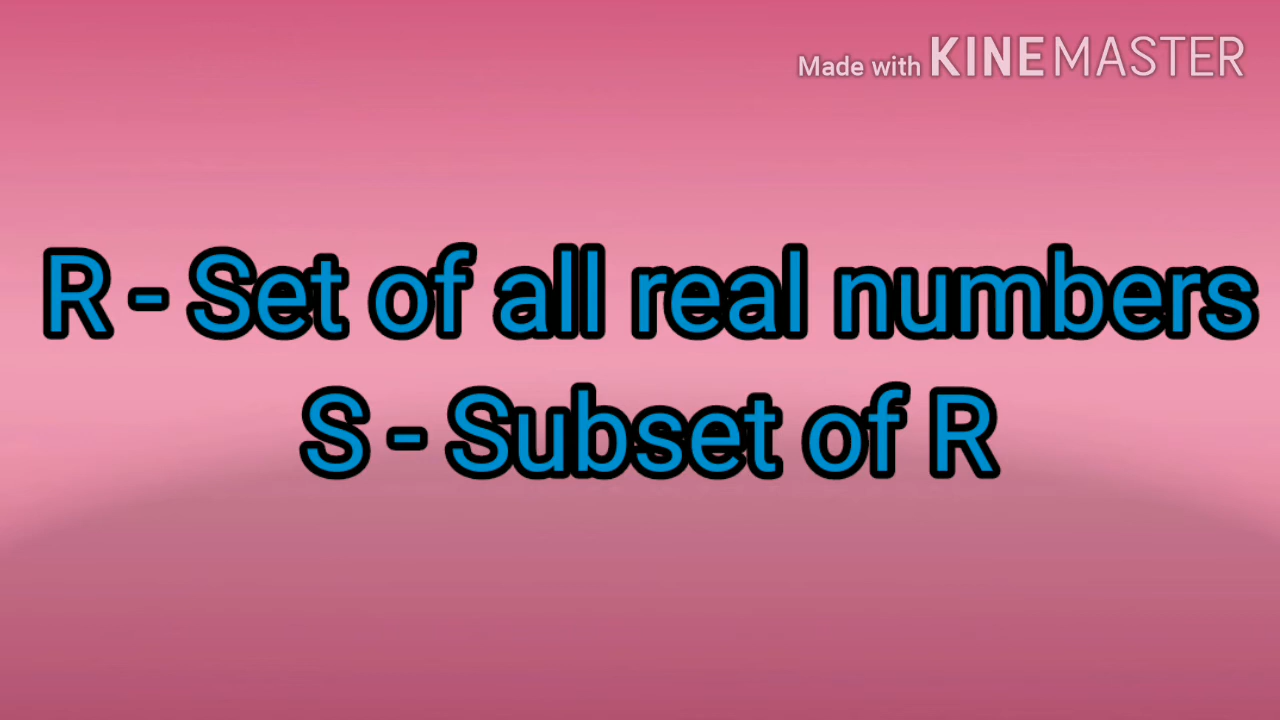 Made with KINEMASTER
R - Set of all real numbers
S - Subset of R